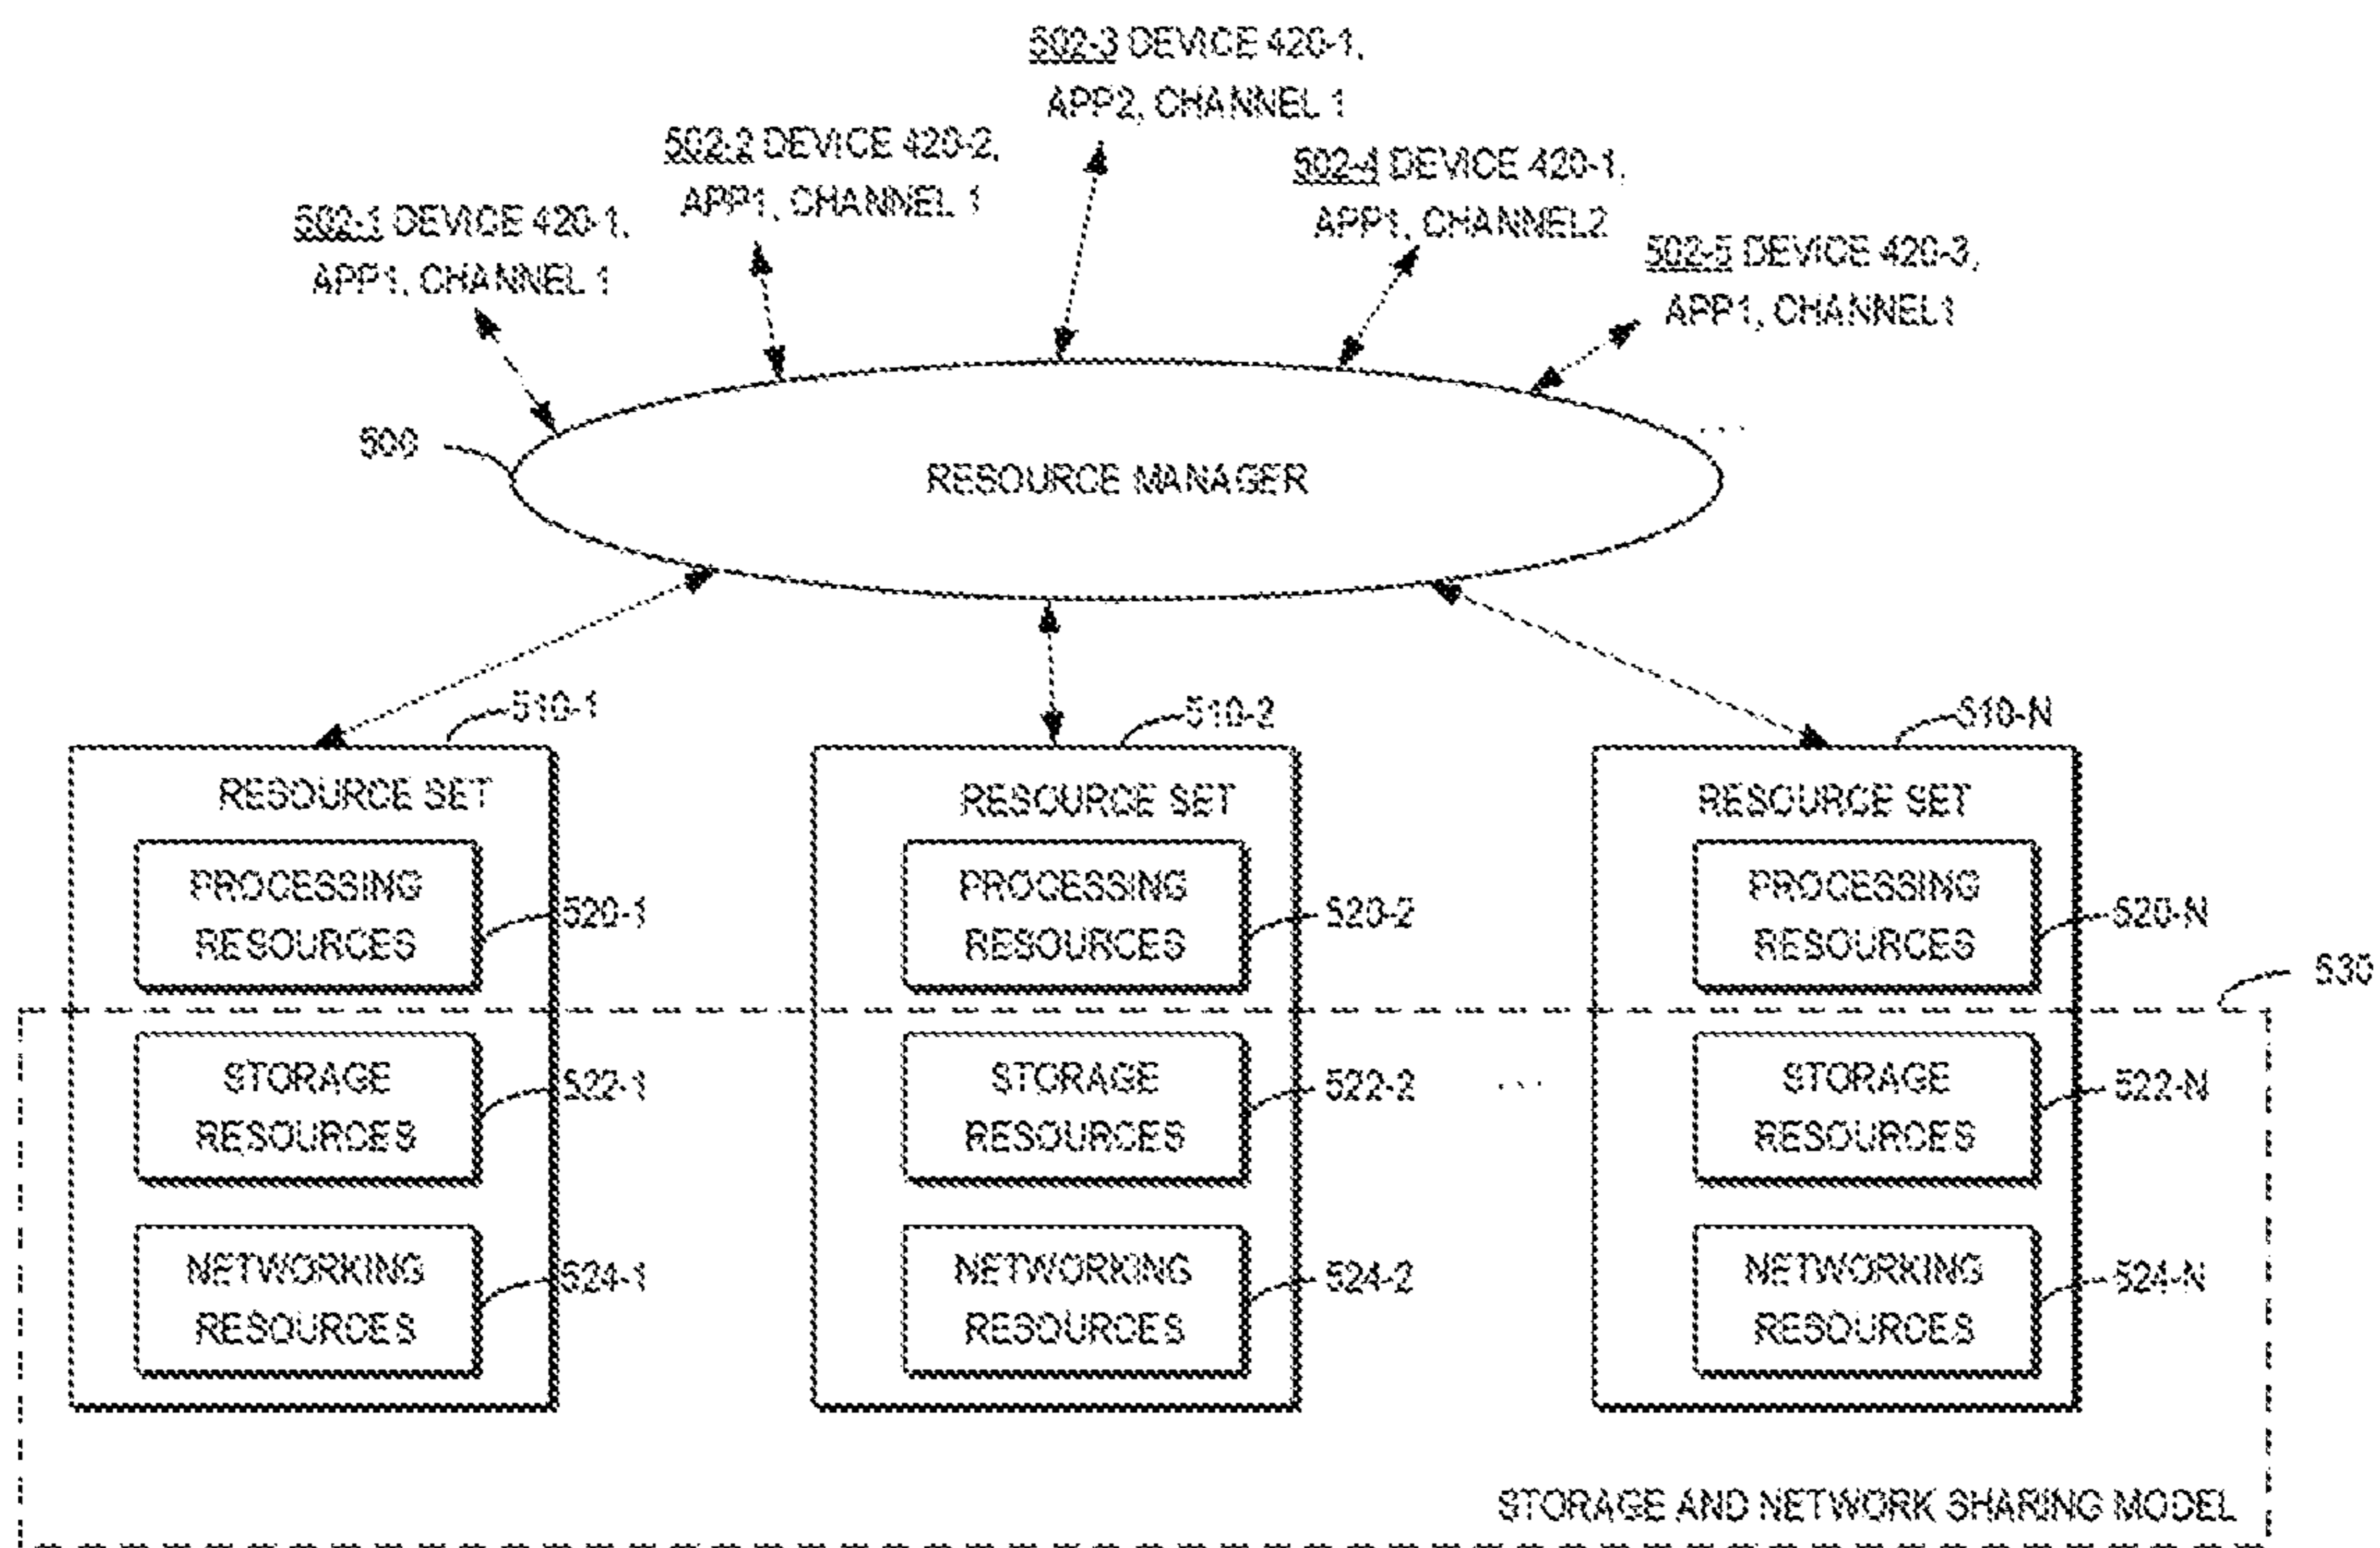 502-3 DEVICE 420-1,
APP2, CHANNEL 1
502-2 DEVICE 420-2,
APP1, CHANNEL 1
502-4 DEVICE 420-1,
APP1, CHANNEL2
502-1 DEVICE 420-1,
APP1, CHANNEL 1
502-5 DEVICE 420-3,
APP1, CHANNEL1
500
...
RESOURCE MANAGER
510-1
510-2
510-N
RESOURCE SET
RESOURCE SET
RESOURCE SET
PROCESSING
RESOURCES
520-1
PROCESSING
RESOURCES
520-2
PROCESSING
RESOURCES
520-N
530
STORAGE
RESOURCES
522-1
STORAGE
RESOURCES
522-2
...
STORAGE
RESOURCES
522-N
NETWORKING
RESOURCES
524-1
NETWORKING
RESOURCES
524-2
NETWORKING
RESOURCES
524-N
STORAGE AND NETWORK SHARING MODEL